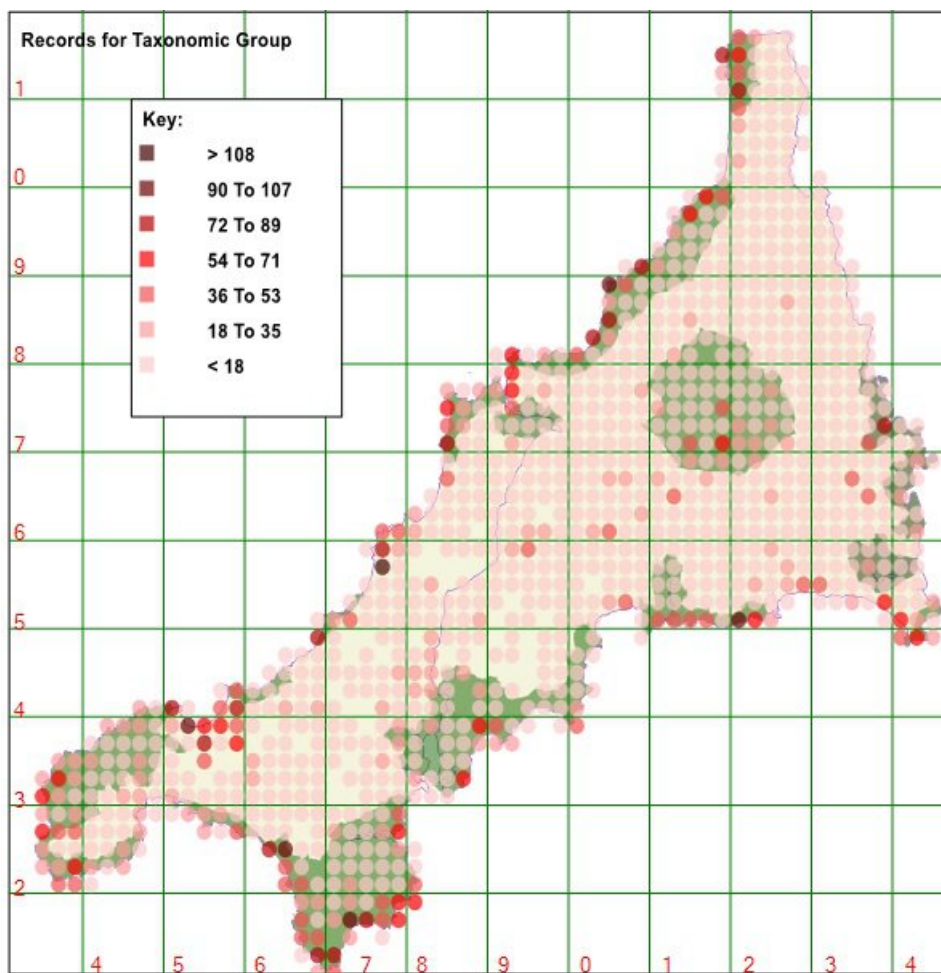 Records for Taxonomic Group
Key:
> 108
90 To 107
72 To 89
54 To 71
36 To 53
18 To 35
< 18
1
0
9
8
7
6
5
4
3
2
4 5 6 7 8 9 0 1 2 3 4